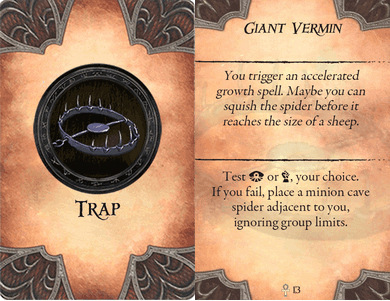 Trap
Giant Vermin
You trigger an accelerated
growth spell. Maybe you can
squish the spider before it
reaches the size of a sheep.
Test or , your choice.
If you fail, place a minion cave
spider adjacent to you,
ignoring group limits.
13